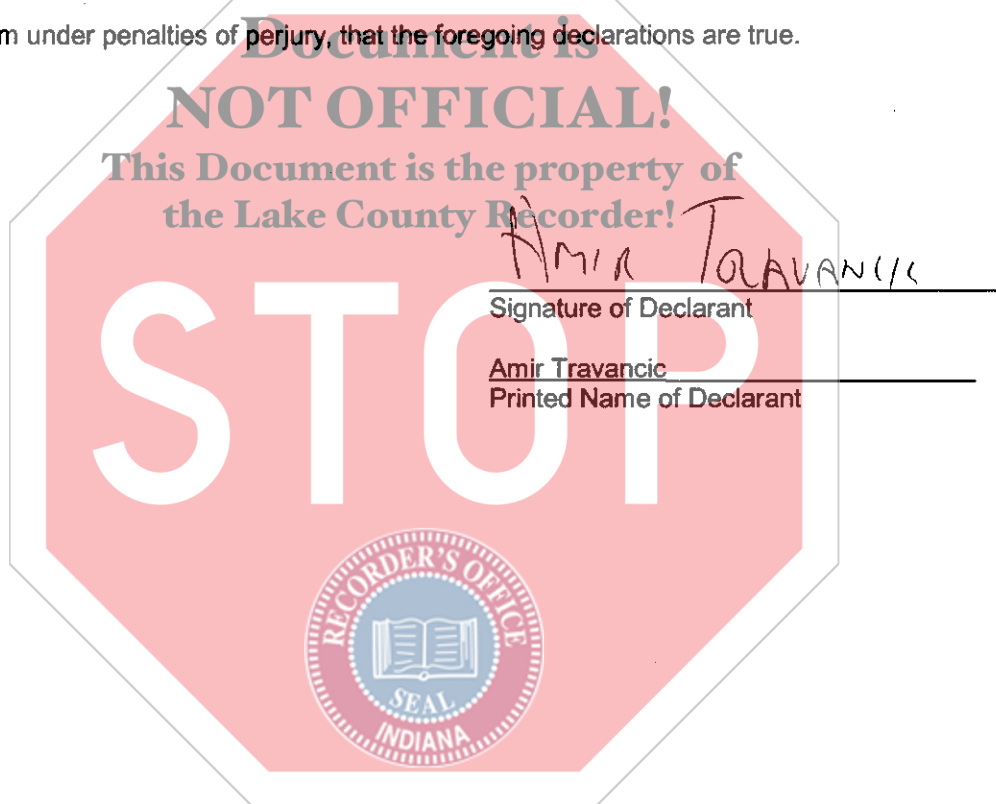 m under penalties of perjury, that the foregoing declarations are true.
Document is
NOT OFFICIAL!
This Document is the property of
the Lake County Recorder!
AMIR TRAVANCIC
Signature of Declarant
Amir Travancic
Printed Name of Declarant
STOP
RECORDER'S OFFICE
SEAL
INDIANA